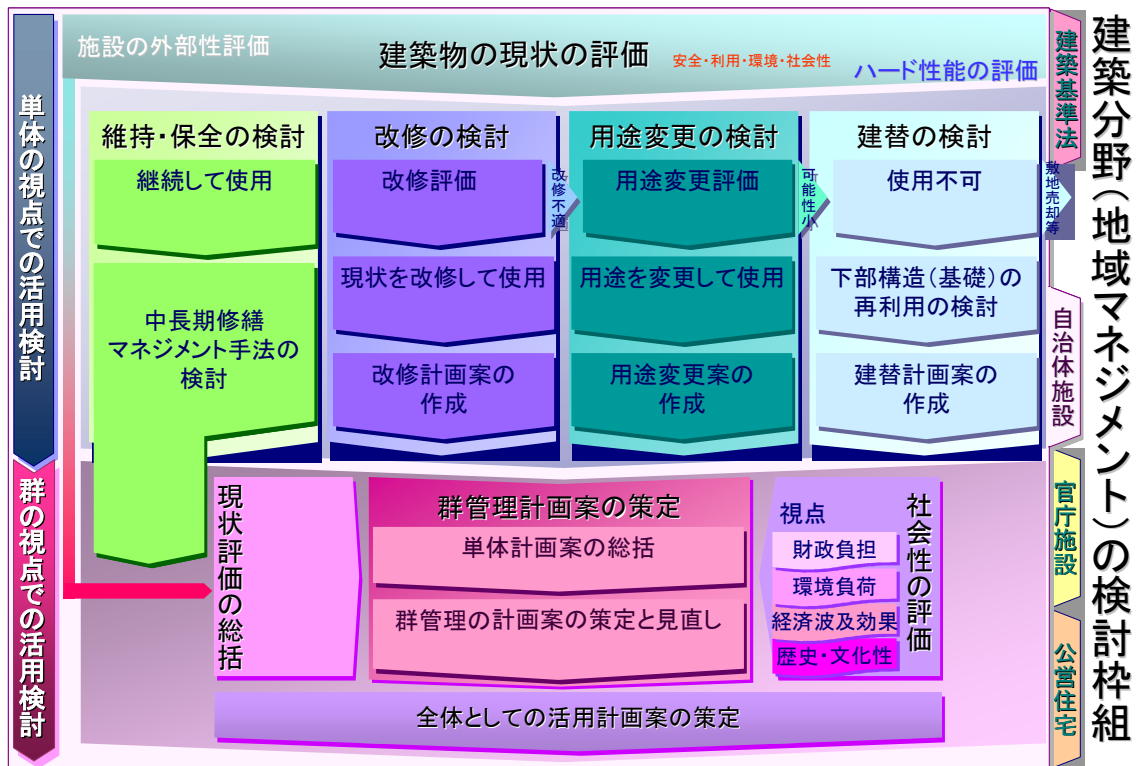 建築分野（地域マネジメント）の検討枠組
単体の視点での活用検討
群の視点での活用検討
施設の外部性評価
建築物の現状の評価
安全・利用・環境・社会性
ハード性能の評価
維持・保全の検討
継続して使用
中長期修繕
マネジメント手法の
検討
改修の検討
改修評価
改修不適
現状を改修して使用
改修計画案の
作成
用途変更の検討
用途変更評価
可能性小
用途を変更して使用
用途変更案の
作成
建替の検討
使用不可
敷地売却等
下部構造（基礎）の
再利用の検討
建替計画案の
作成
現状評価の総括
群管理計画案の策定
単体計画案の総括
群管理の計画案の策定と見直し
社会性の評価
視点
財政負担
環境負荷
経済波及効果
歴史・文化性
全体としての活用計画案の策定
建築基準法
自治体施設
官庁施設
公営住宅